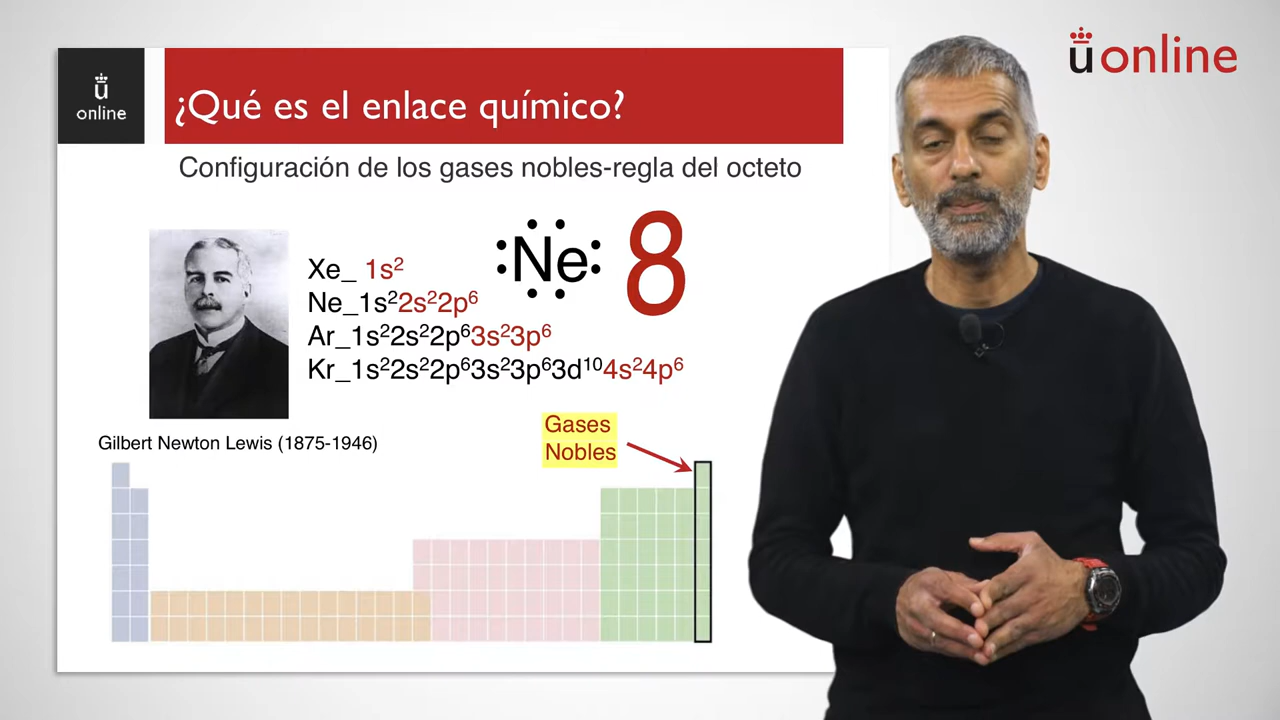 ü
online
¿Qué es el enlace químico?
üonline
Configuración de los gases nobles-regla del octeto
Ne 8
Xe_ 1s²
Ne_1s²2s²2p⁶
Ar_1s²2s²2p⁶3s²3p⁶
Kr_1s²2s²2p⁶3s²3p⁶3d¹⁰4s²4p⁶
Gilbert Newton Lewis (1875-1946)
Gases
Nobles